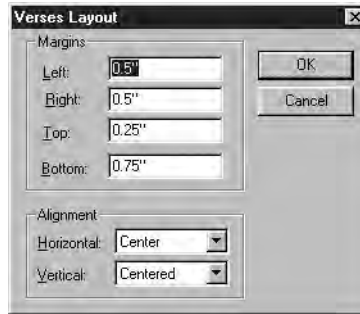 Verses Layout
Margins
Left: 0.5"
Right: 0.5"
Top: 0.25"
Bottom: 0.75"
OK
Cancel
Alignment
Horizontal: Center
Vertical: Centered